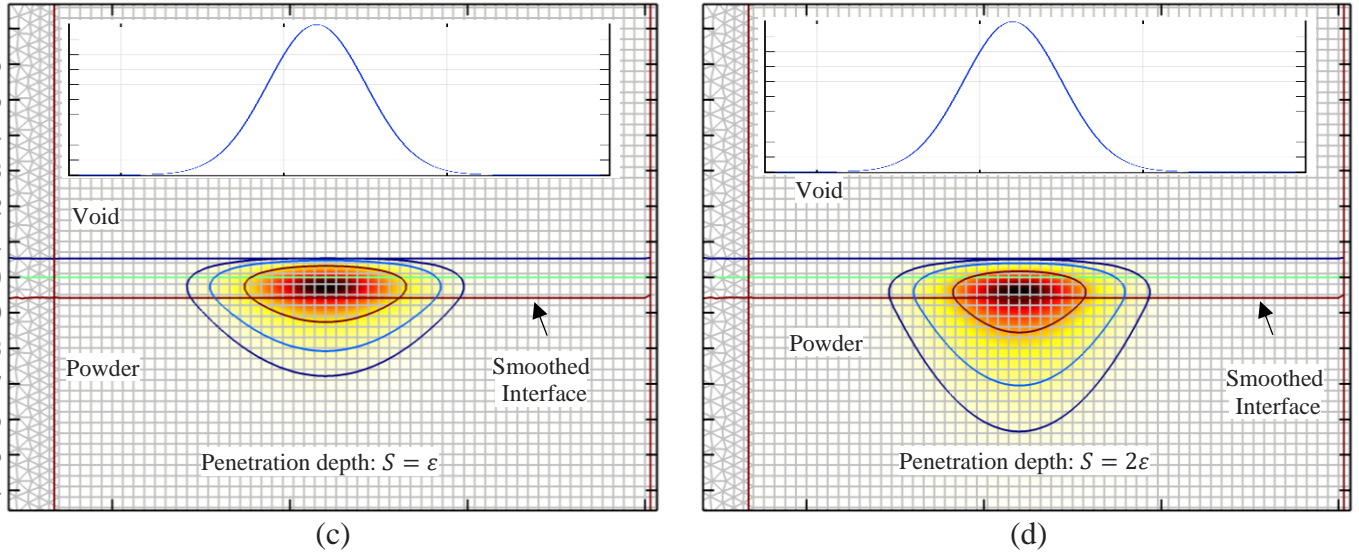 Void
Powder
Smoothed
Interface
Penetration depth: S = ε
(c)
Void
Powder
Smoothed
Interface
Penetration depth: S = 2ε
(d)